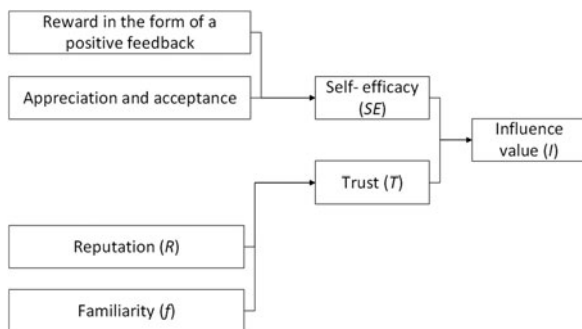 Reward in the form of a
positive feedback
Appreciation and acceptance
Self- efficacy
(SE)
Influence
value (I)
Trust (T)
Reputation (R)
Familiarity (f)